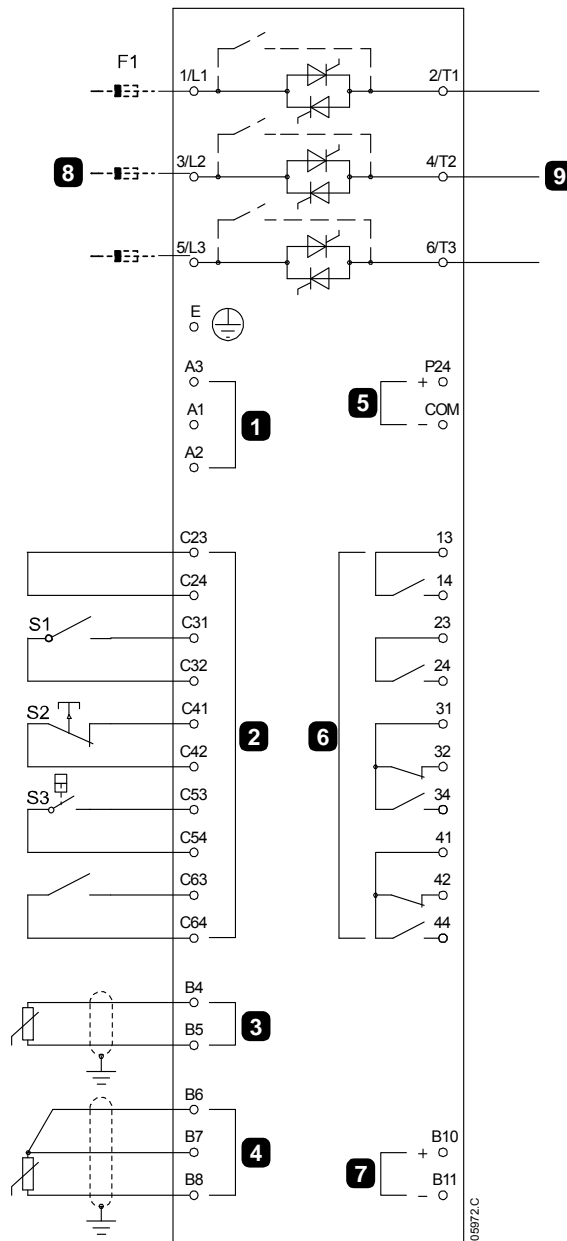 F1
1/L1
2/T1
8
3/L2
4/T2
9
5/L3
6/T3
E
A3
P24
+
5
1
A1
COM
-
A2
C23
13
C24
14
S1
C31
23
C32
24
S2
C41
31
2
6
C42
32
S3
C53
34
C54
41
C63
42
C64
44
B4
3
B5
B6
B7
4
B10
+
7
B8
B11
-
05972.C